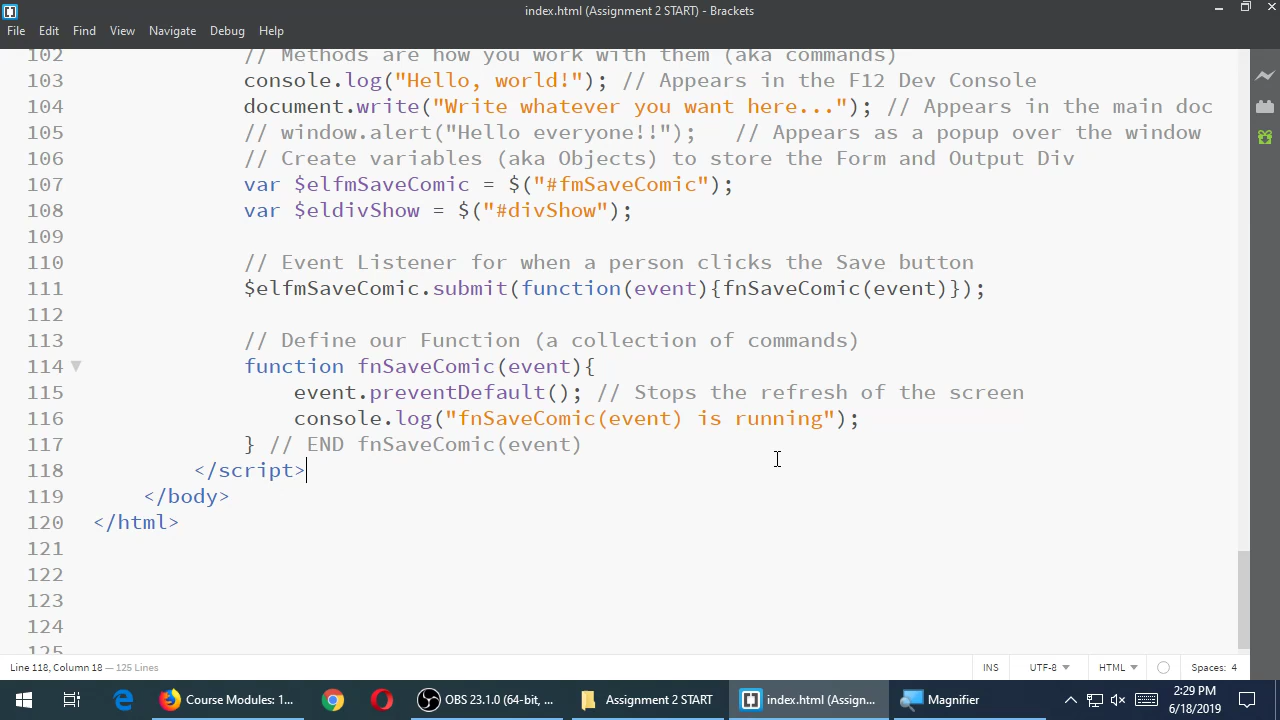 index.html (Assignment 2 START) - Brackets
File Edit Find View Navigate Debug Help
102 // Methods are how you work with them (aka commands)
103 console.log("Hello, world!"); // Appears in the F12 Dev Console
104 document.write("Write whatever you want here..."); // Appears in the main doc
105 // window.alert("Hello everyone!!"); // Appears as a popup over the window
106 // Create variables (aka Objects) to store the Form and Output Div
107 var $elfmSaveComic = $("#fmSaveComic");
108 var $eldivShow = $("#divShow");
109
110 // Event Listener for when a person clicks the Save button
111 $elfmSaveComic.submit(function(event){fnSaveComic(event)});
112
113 // Define our Function (a collection of commands)
114 function fnSaveComic(event){
115 event.preventDefault(); // Stops the refresh of the screen
116 console.log("fnSaveComic(event) is running");
117 } // END fnSaveComic(event)
118 </script>
119 </body>
120 </html>
121
122
123
124
125
Line 118, Column 18 — 125 Lines
INS UTF-8 HTML Spaces: 4
Course Modules: 1... OBS 23.1.0 (64-bit, ... Assignment 2 START index.html (Assign... Magnifier
2:29 PM
6/18/2019